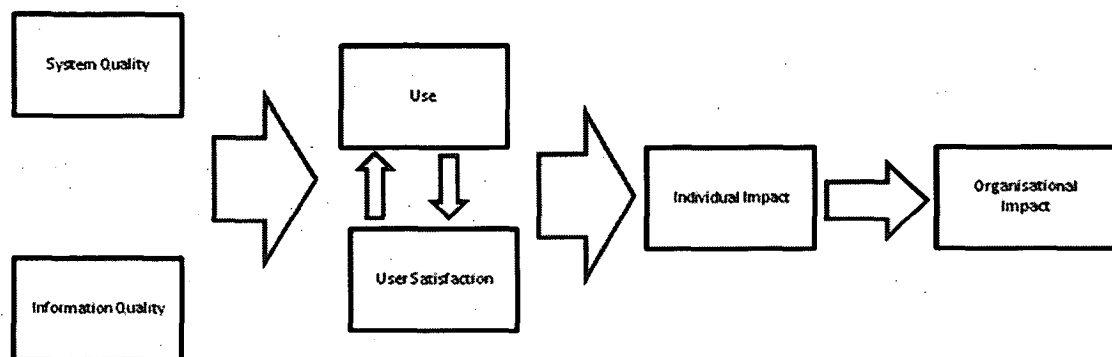 System Quality
Use
Individual Impact
Organisational
Impact
User Satisfaction
Information Quality